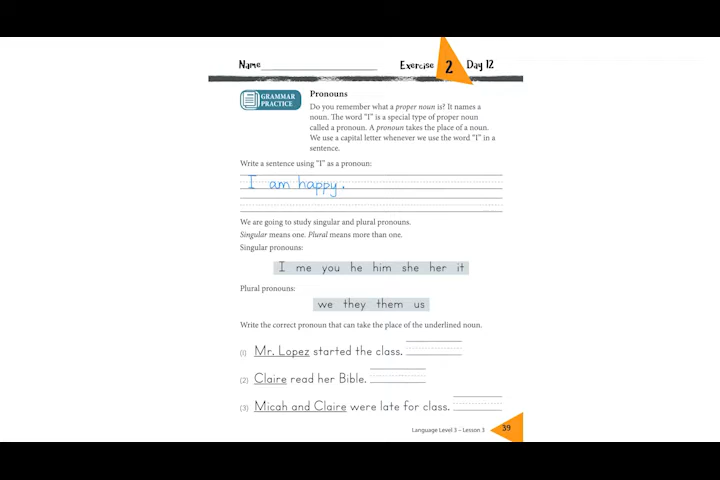 Name
Exercise 2 Day 12
GRAMMAR
PRACTICE
Pronouns
Do you remember what a proper noun is? It names a
noun. The word “I” is a special type of proper noun
called a pronoun. A pronoun takes the place of a noun.
We use a capital letter whenever we use the word “I” in a
sentence.
Write a sentence using “I” as a pronoun:
I am happy.
We are going to study singular and plural pronouns.
Singular means one. Plural means more than one.
Singular pronouns:
I me you he him she her it
Plural pronouns:
we they them us
Write the correct pronoun that can take the place of the underlined noun.
(1) Mr. Lopez started the class.
(2) Claire read her Bible.
(3) Micah and Claire were late for class.
Language Level 3 – Lesson 3 39